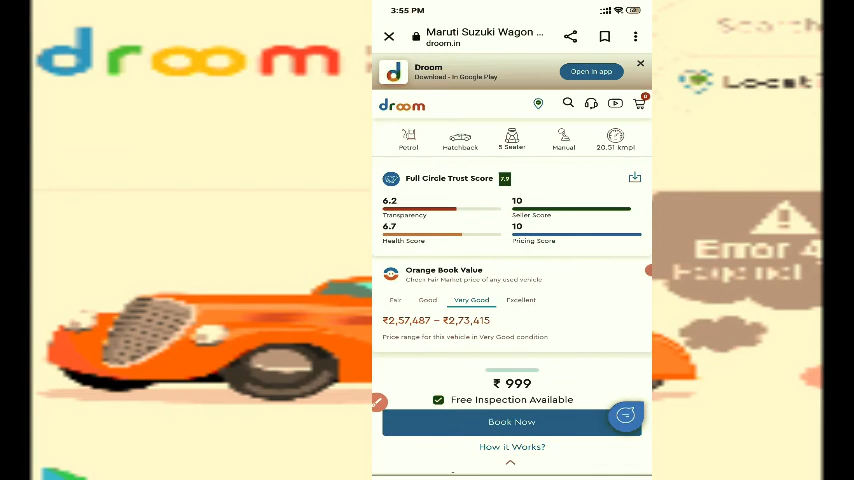 droom
3:55 PM
Maruti Suzuki Wagon ...
droom.in
Droom
Download - In Google Play
Open in app
droom
0
Petrol
Hatchback
5 Seater
Manual
20.51 kmpl
Full Circle Trust Score 7.9
6.2
Transparency
10
Seller Score
6.7
Health Score
10
Pricing Score
Orange Book Value
Check Fair Market price of any used vehicle
Fair
Good
Very Good
Excellent
₹2,57,487 - ₹2,73,415
Price range for this vehicle in Very Good condition
₹ 999
Free Inspection Available
Book Now
How it Works?
Search
Locat
Error 4